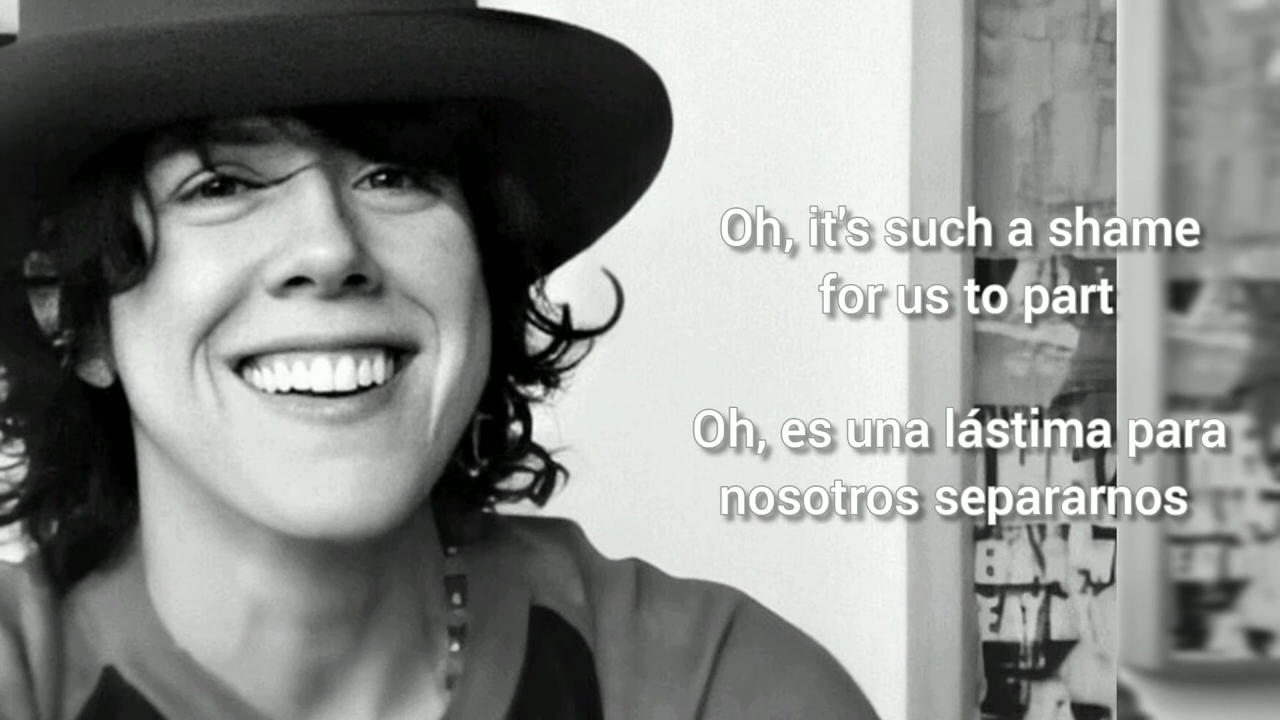 Oh, it's such a shame
for us to part
Oh, es una lástima para
nosotros separarnos